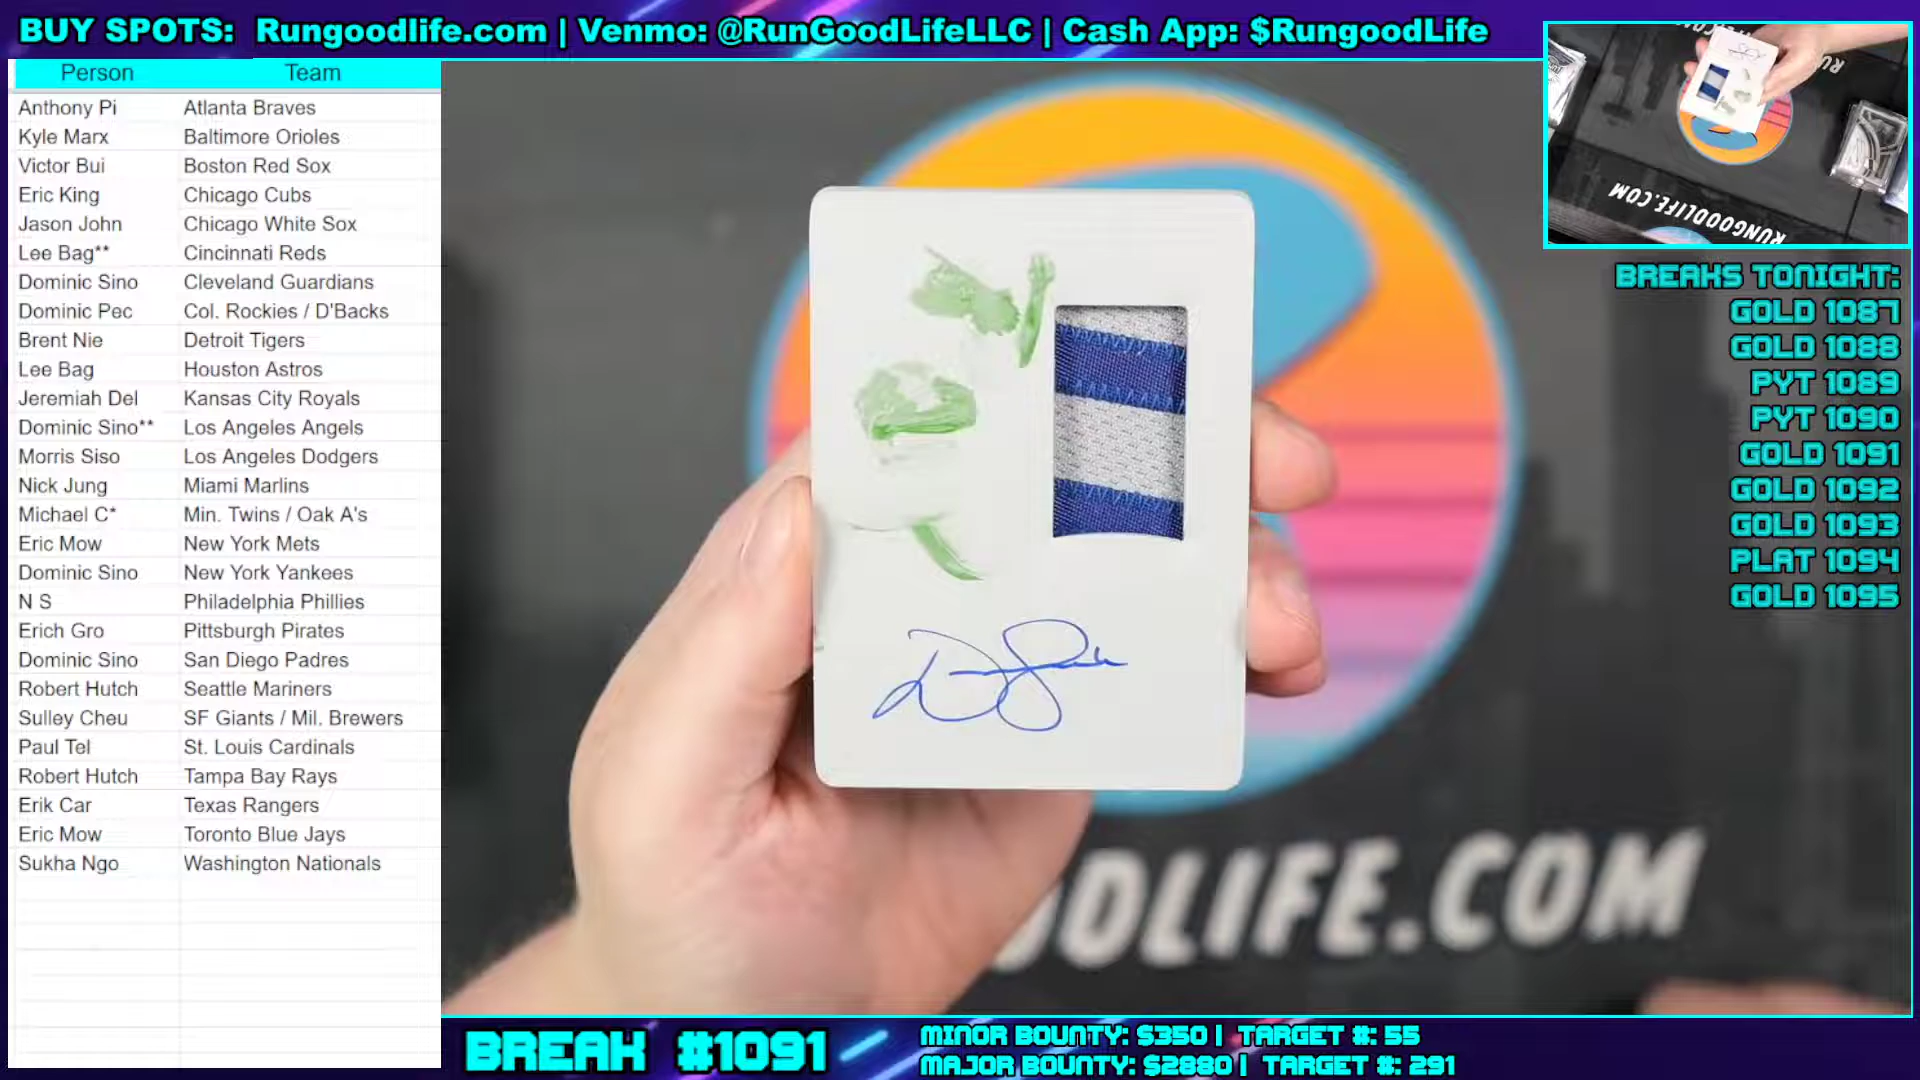 BUY SPOTS: Rungoodlife.com | Venmo: @RunGoodLifeLLC | Cash App: $RungoodLife
Person Team
Anthony Pi Atlanta Braves
Kyle Marx Baltimore Orioles
Victor Bui Boston Red Sox
Eric King Chicago Cubs
Jason John Chicago White Sox
Lee Bag** Cincinnati Reds
Dominic Sino Cleveland Guardians
Dominic Pec Col. Rockies / D'Backs
Brent Nie Detroit Tigers
Lee Bag Houston Astros
Jeremiah Del Kansas City Royals
Dominic Sino** Los Angeles Angels
Morris Siso Los Angeles Dodgers
Nick Jung Miami Marlins
Michael C* Min. Twins / Oak A's
Eric Mow New York Mets
Dominic Sino New York Yankees
N S Philadelphia Phillies
Erich Gro Pittsburgh Pirates
Dominic Sino San Diego Padres
Robert Hutch Seattle Mariners
Sulley Cheu SF Giants / Mil. Brewers
Paul Tel St. Louis Cardinals
Robert Hutch Tampa Bay Rays
Erik Car Texas Rangers
Eric Mow Toronto Blue Jays
Sukha Ngo Washington Nationals
ODLIFE.COM
RUNGOODLIFE.COM
BREAKS TONIGHT:
GOLD 1087
GOLD 1088
PYT 1089
PYT 1090
GOLD 1091
GOLD 1092
GOLD 1093
PLAT 1094
GOLD 1095
BREAK #1091
MINOR BOUNTY: $350 | TARGET #: 55
MAJOR BOUNTY: $2880 | TARGET #: 291